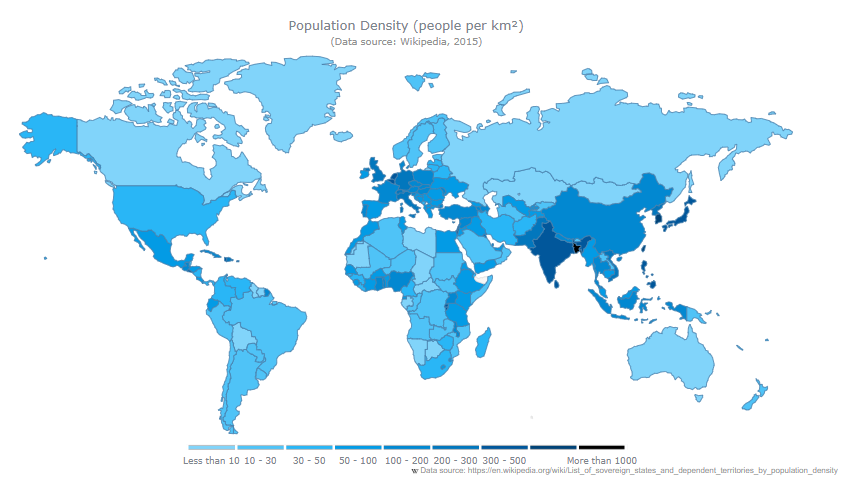 Population Density (people per km²)
(Data source: Wikipedia, 2015)
Less than 10 10 - 30 30 - 50 50 - 100 100 - 200 200 - 300 300 - 500 More than 1000
W Data source: https://en.wikipedia.org/wiki/List_of_sovereign_states_and_dependent_territories_by_population_density